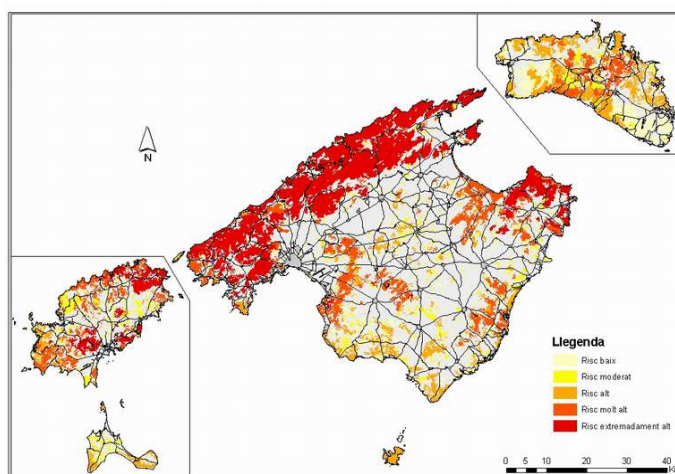 N
Llegenda
Risc baix
Risc moderat
Risc alt
Risc molt alt
Risc extremadament alt
0 5 10 20 30 40